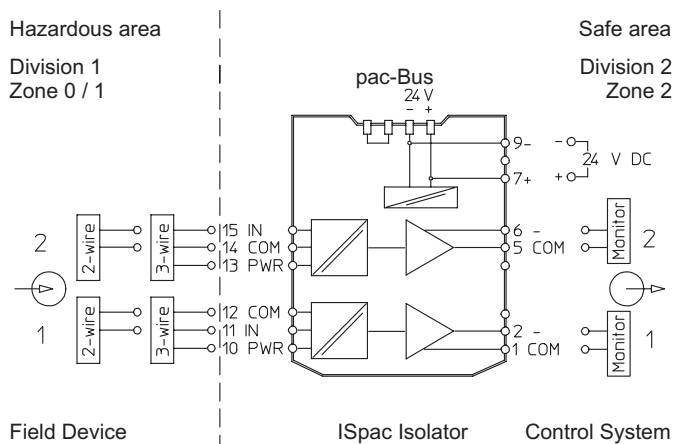 Hazardous area
Safe area
Division 1
Zone 0 / 1
Division 2
Zone 2
pac-Bus
24 V
- +
9-
7+
-
+
24 V DC
2
2-wire
3-wire
15 IN
14 COM
13 PWR
6 -
5 COM
Monitor
2
1
2-wire
3-wire
12 COM
11 IN
10 PWR
2 -
1 COM
Monitor
1
Field Device
ISpac Isolator
Control System